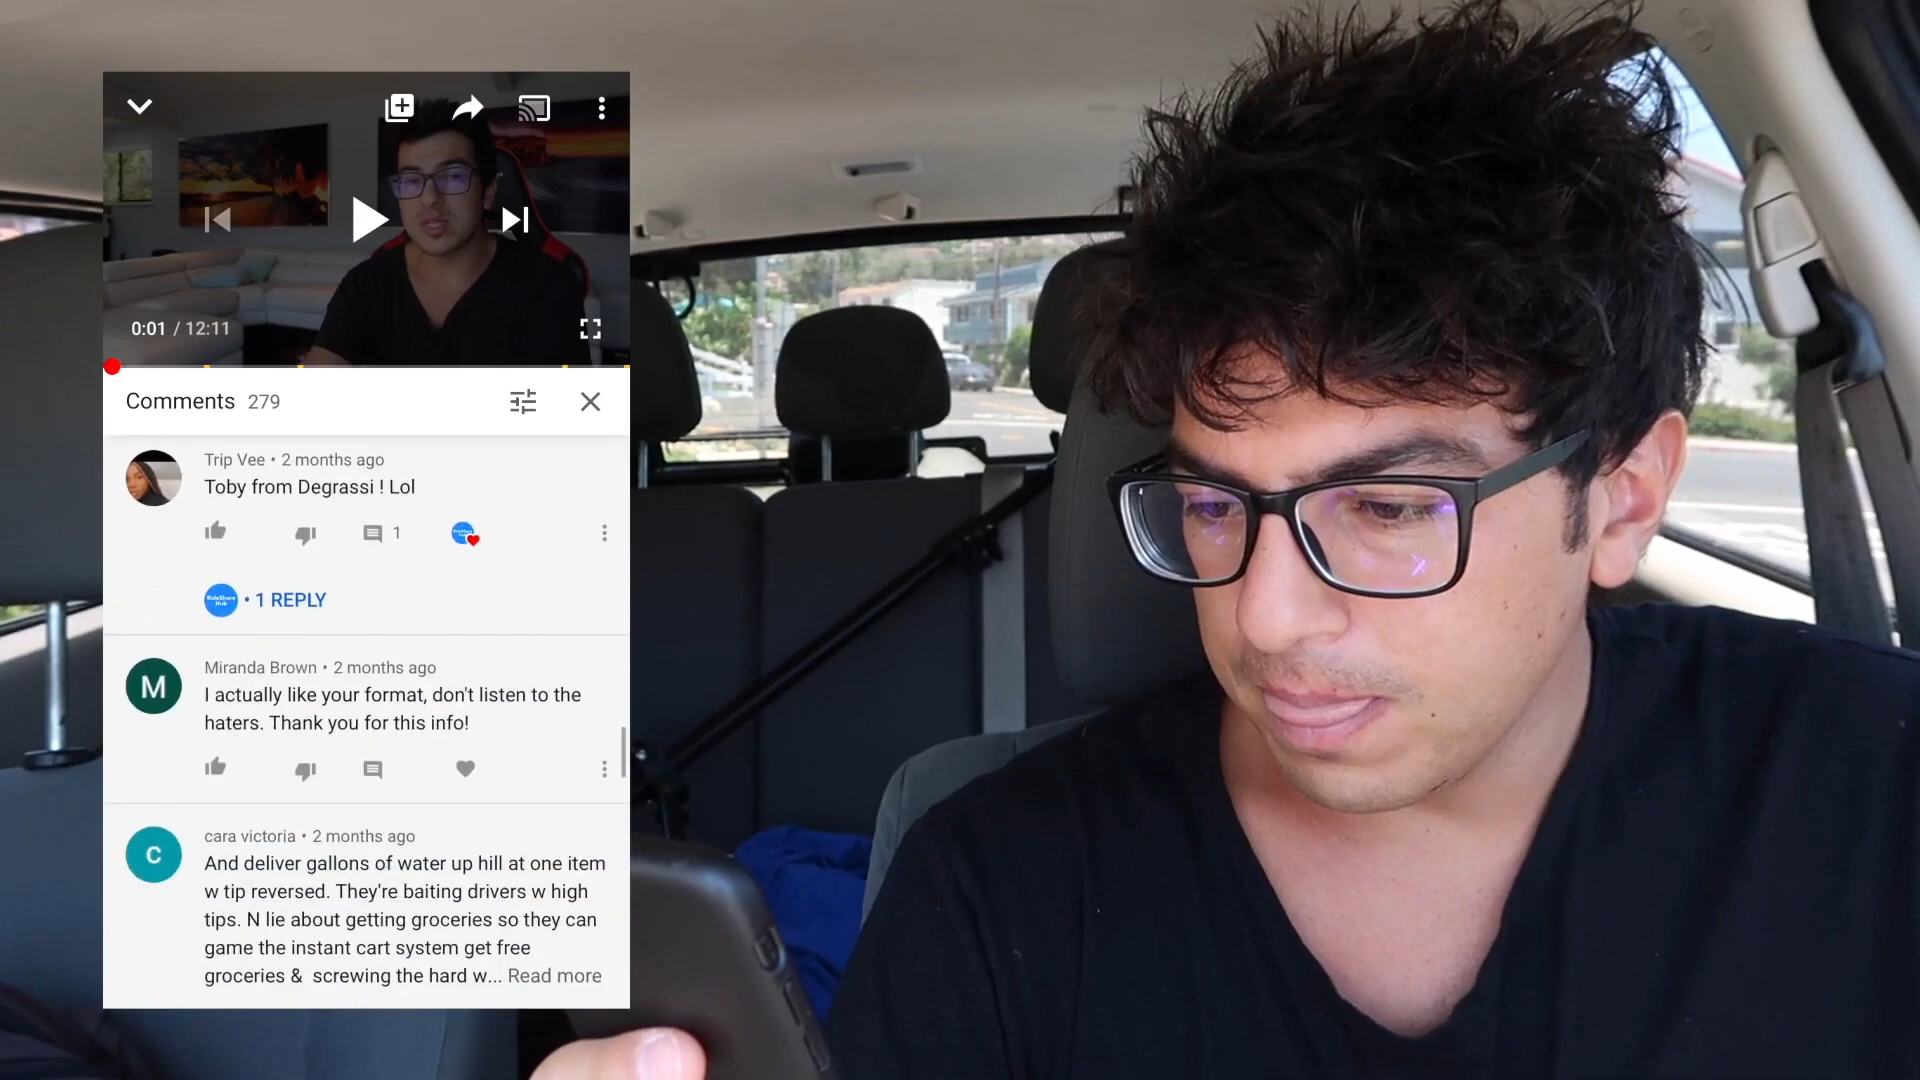 0:01 / 12:11
Comments 279
Trip Vee • 2 months ago
Toby from Degrassi ! Lol
1
RideShare
Hub
• 1 REPLY
M
Miranda Brown • 2 months ago
I actually like your format, don't listen to the
haters. Thank you for this info!
C
cara victoria • 2 months ago
And deliver gallons of water up hill at one item
w tip reversed. They're baiting drivers w high
tips. N lie about getting groceries so they can
game the instant cart system get free
groceries &  screwing the hard w... Read more